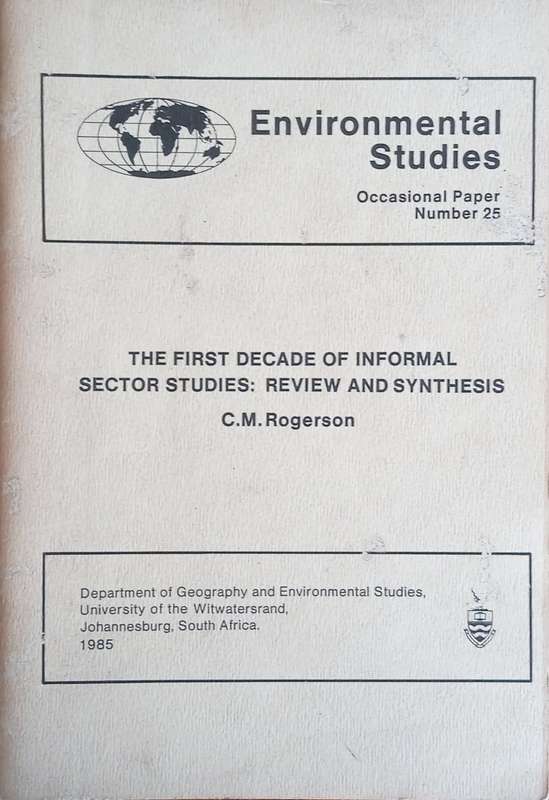 Environmental
Studies
Occasional Paper
Number 25
THE FIRST DECADE OF INFORMAL
SECTOR STUDIES: REVIEW AND SYNTHESIS
C.M.Rogerson
Department of Geography and Environmental Studies,
University of the Witwatersrand,
Johannesburg, South Africa.
1985